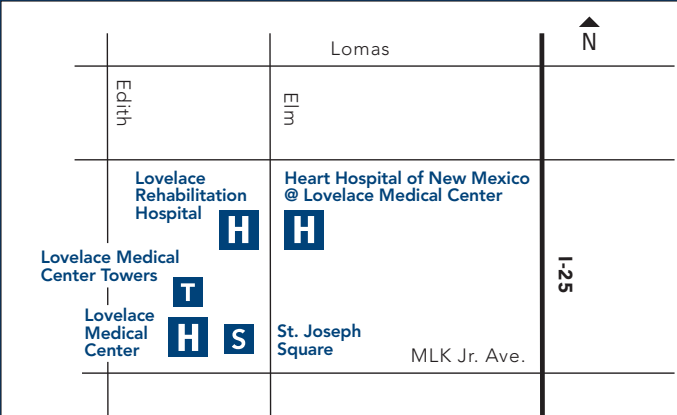 N
Lomas
Edith
Elm
Lovelace
Rehabilitation
Hospital
H
Heart Hospital of New Mexico
@ Lovelace Medical Center
H
Lovelace Medical
Center Towers
T
I-25
Lovelace
Medical
Center
H
S
St. Joseph
Square
MLK Jr. Ave.